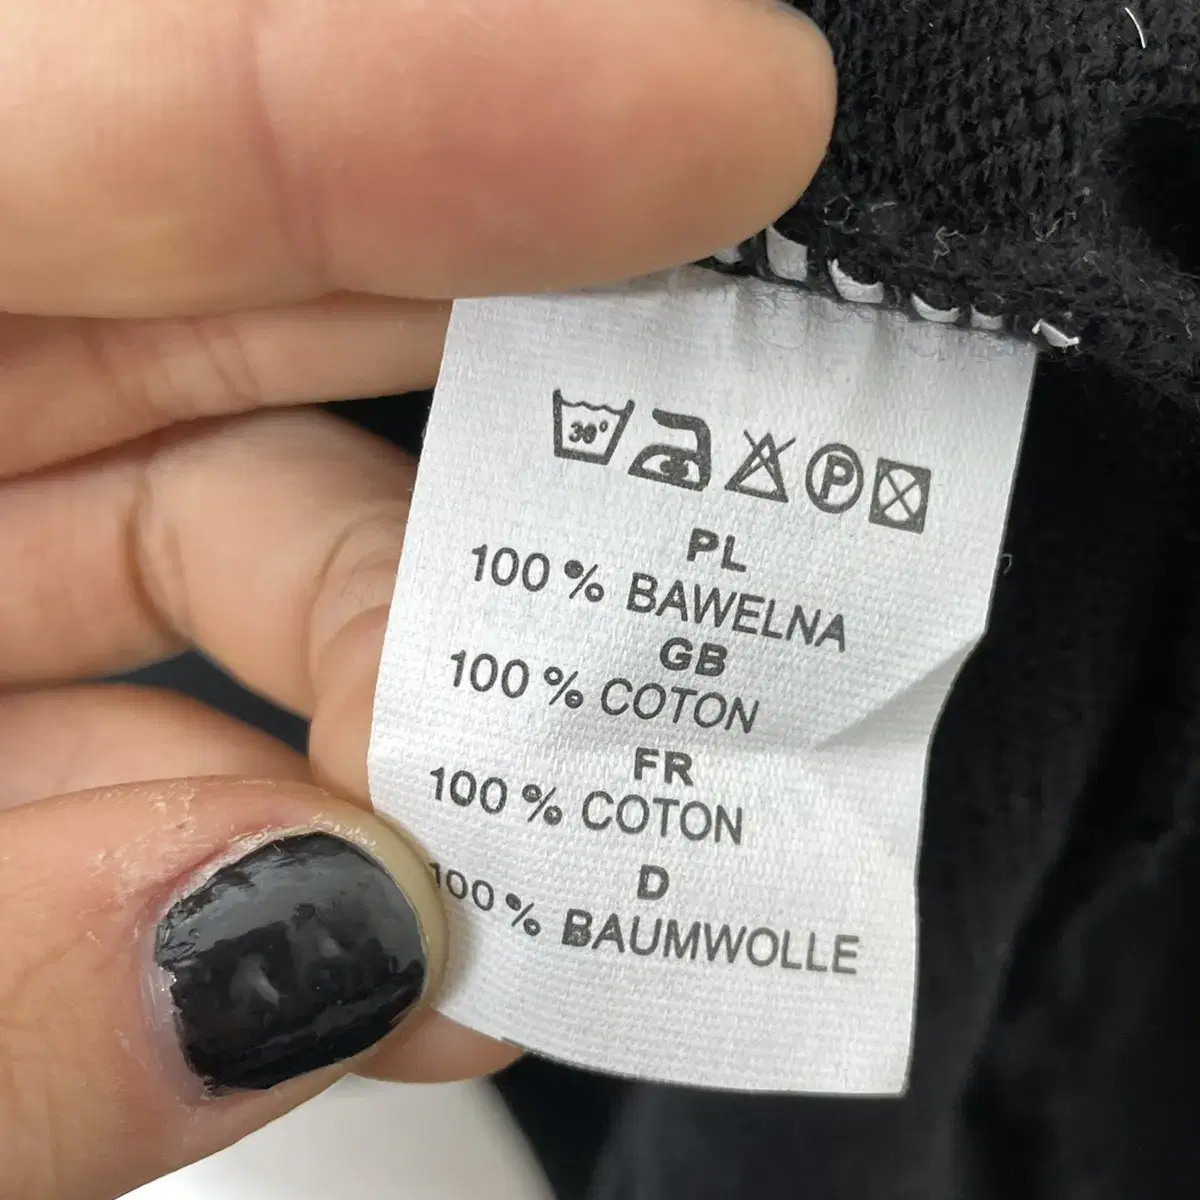 30°
P
PL
100 % BAWELNA
GB
100 % COTON
FR
100 % COTON
D
100 % BAUMWOLLE